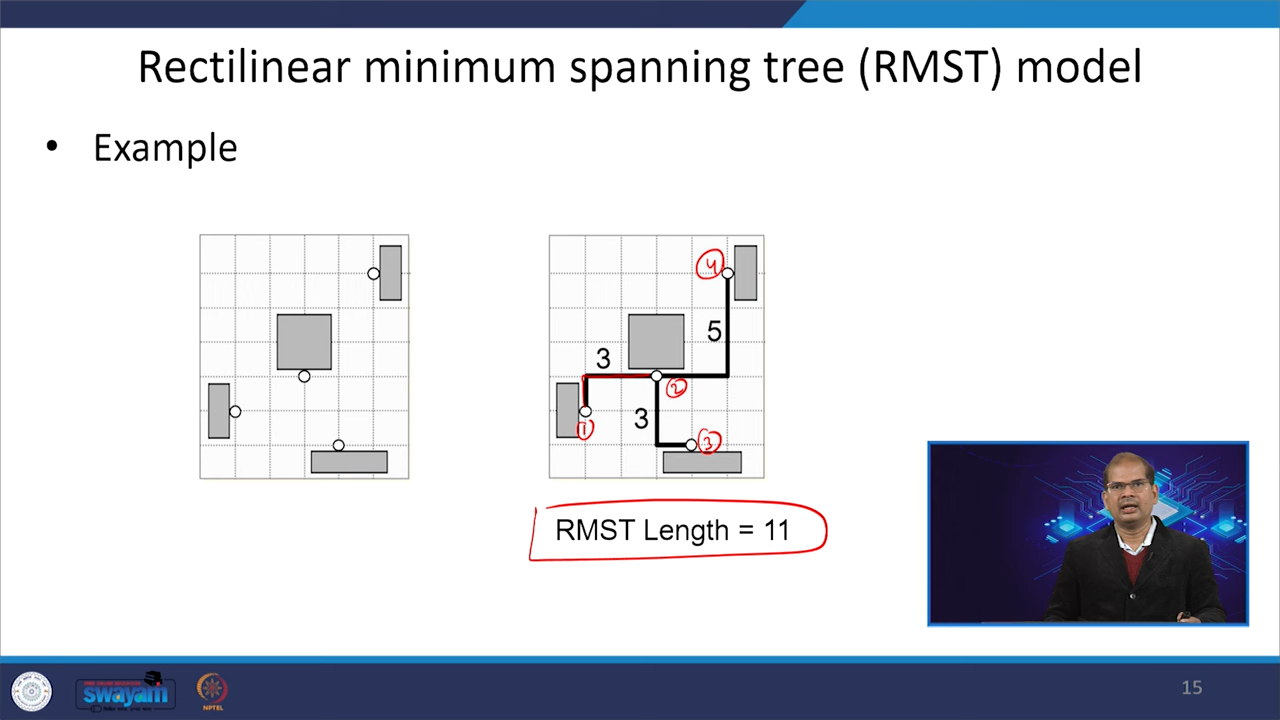 Rectilinear minimum spanning tree (RMST) model
• Example
4
5
3
2
3
1
3
RMST Length = 11
swayam
NPTEL
15